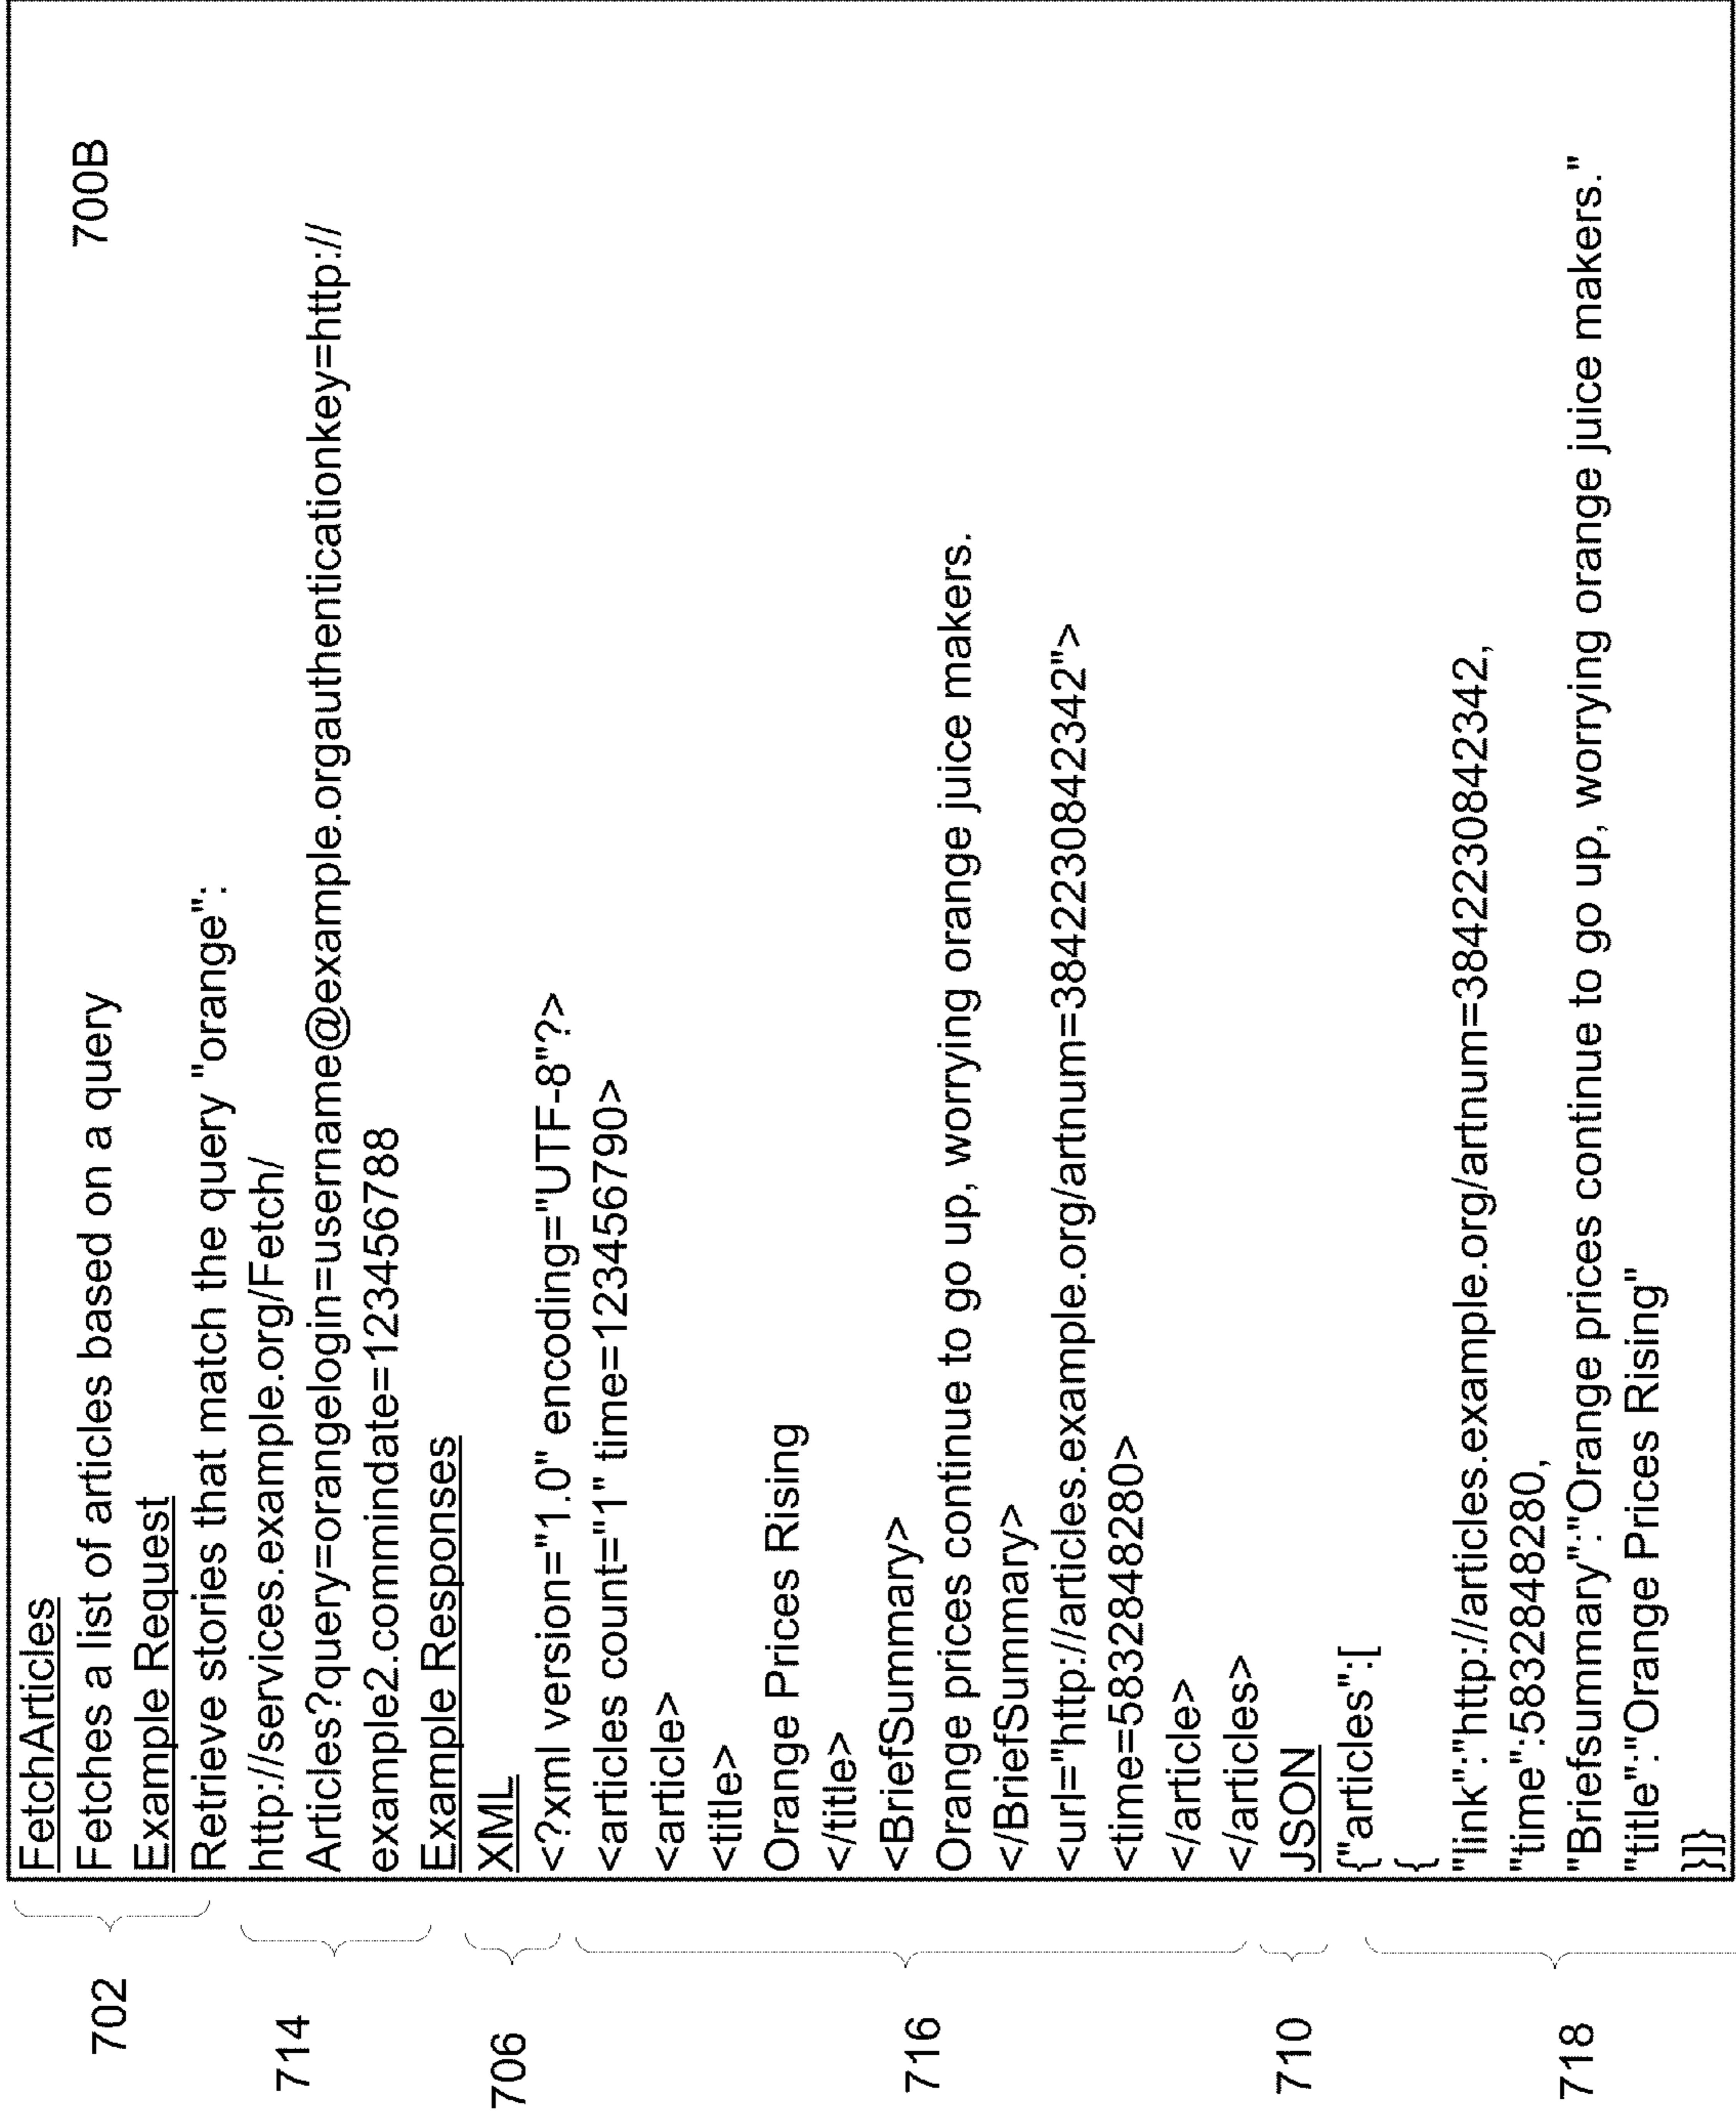 700B
702
FetchArticles
Fetches a list of articles based on a query
Example Request
Retrieve stories that match the query "orange":
714
http://services.example.org/Fetch/
Articles?query=orangelogin=username@example.orgauthenticationkey=http://
example2.commindate=123456788
Example Responses
706
XML
<?xml version="1.0" encoding="UTF-8"?>
716
<articles count="1" time=123456790>
<article>
<title>
Orange Prices Rising
</title>
<BriefSummary>
Orange prices continue to go up, worrying orange juice makers.
</BriefSummary>
<url="http://articles.example.org/artnum=3842230842342">
<time=5832848280>
</article>
</articles>
710
JSON
718
{"articles":[
{
"link":"http://articles.example.org/artnum=3842230842342,
"time":5832848280,
"Briefsummary":"Orange prices continue to go up, worrying orange juice makers."
"title":"Orange Prices Rising"
}]}